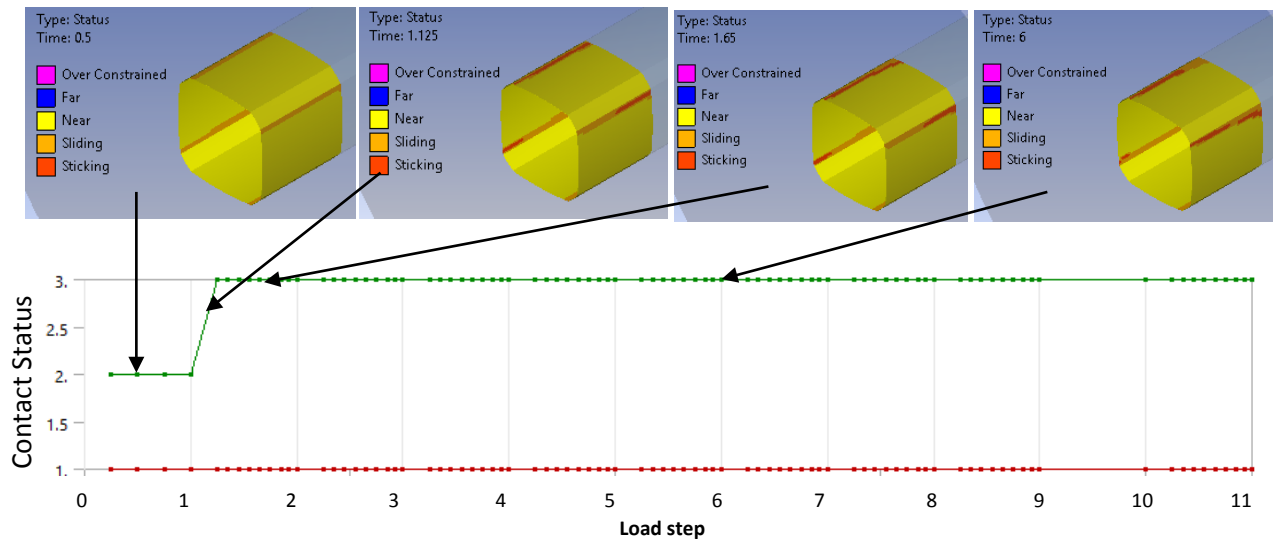 Type: Status
Time: 0.5
Over Constrained
Far
Near
Sliding
Sticking
Type: Status
Time: 1.125
Over Constrained
Far
Near
Sliding
Sticking
Type: Status
Time: 1.65
Over Constrained
Far
Near
Sliding
Sticking
Type: Status
Time: 6
Over Constrained
Far
Near
Sliding
Sticking
Contact Status
3.
2.5
2.
1.5
1.
0 1 2 3 4 5 6 7 8 9 10 11
Load step